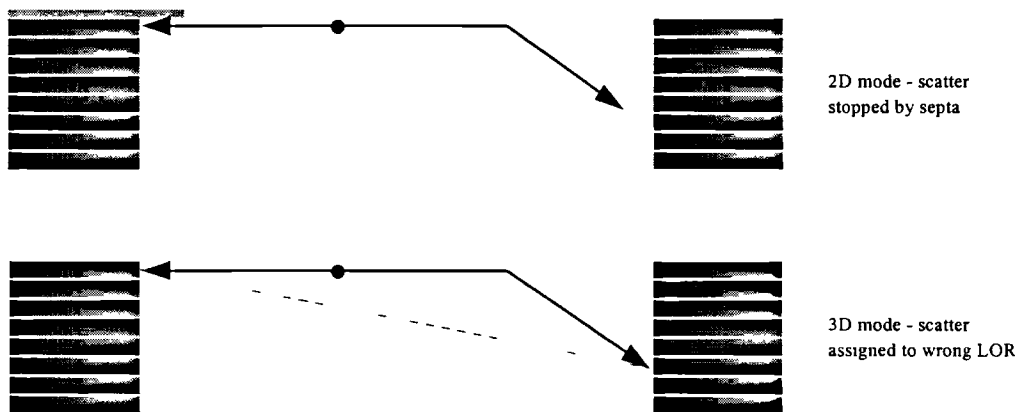 2D mode - scatter
stopped by septa
3D mode - scatter
assigned to wrong LOR